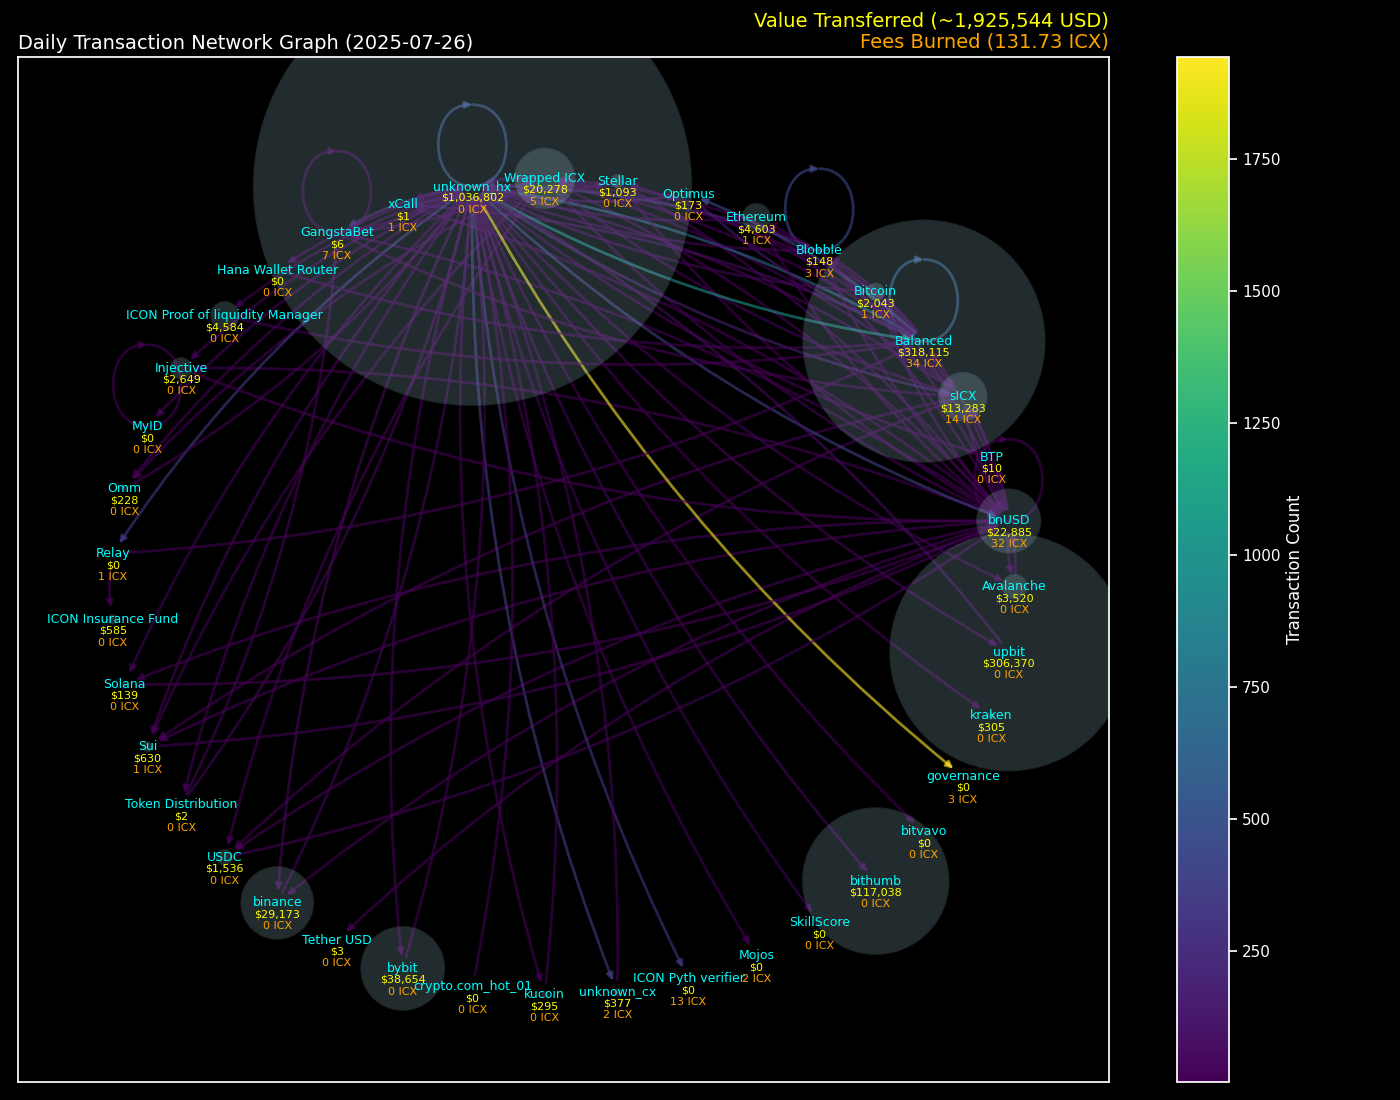 Value Transferred (~1,925,544 USD)
Daily Transaction Network Graph (2025-07-26)
Fees Burned (131.73 ICX)
unknown_hx
$1,036,802
0 ICX
Wrapped ICX
$20,278
5 ICX
Stellar
$1,093
0 ICX
Optimus
$173
0 ICX
Ethereum
$4,603
1 ICX
Blobble
$148
3 ICX
Bitcoin
$2,043
1 ICX
Balanced
$318,115
34 ICX
sICX
$13,283
14 ICX
BTP
$10
0 ICX
bnUSD
$22,885
32 ICX
Avalanche
$3,520
0 ICX
upbit
$306,370
0 ICX
kraken
$305
0 ICX
governance
$0
3 ICX
bitvavo
$0
0 ICX
bithumb
$117,038
0 ICX
SkillScore
$0
0 ICX
Mojos
$0
2 ICX
ICON Pyth verifier
$0
13 ICX
unknown_cx
$377
2 ICX
kucoin
$295
0 ICX
crypto.com_hot_01
$0
0 ICX
bybit
$38,654
0 ICX
Tether USD
$3
0 ICX
binance
$29,173
0 ICX
USDC
$1,536
0 ICX
Token Distribution
$2
0 ICX
Sui
$630
1 ICX
Solana
$139
0 ICX
ICON Insurance Fund
$585
0 ICX
Relay
$0
1 ICX
Omm
$228
0 ICX
MyID
$0
0 ICX
Injective
$2,649
0 ICX
ICON Proof of liquidity Manager
$4,584
0 ICX
Hana Wallet Router
$0
0 ICX
GangstaBet
$6
7 ICX
xCall
$1
1 ICX
1750
1500
1250
1000
750
500
250
Transaction Count